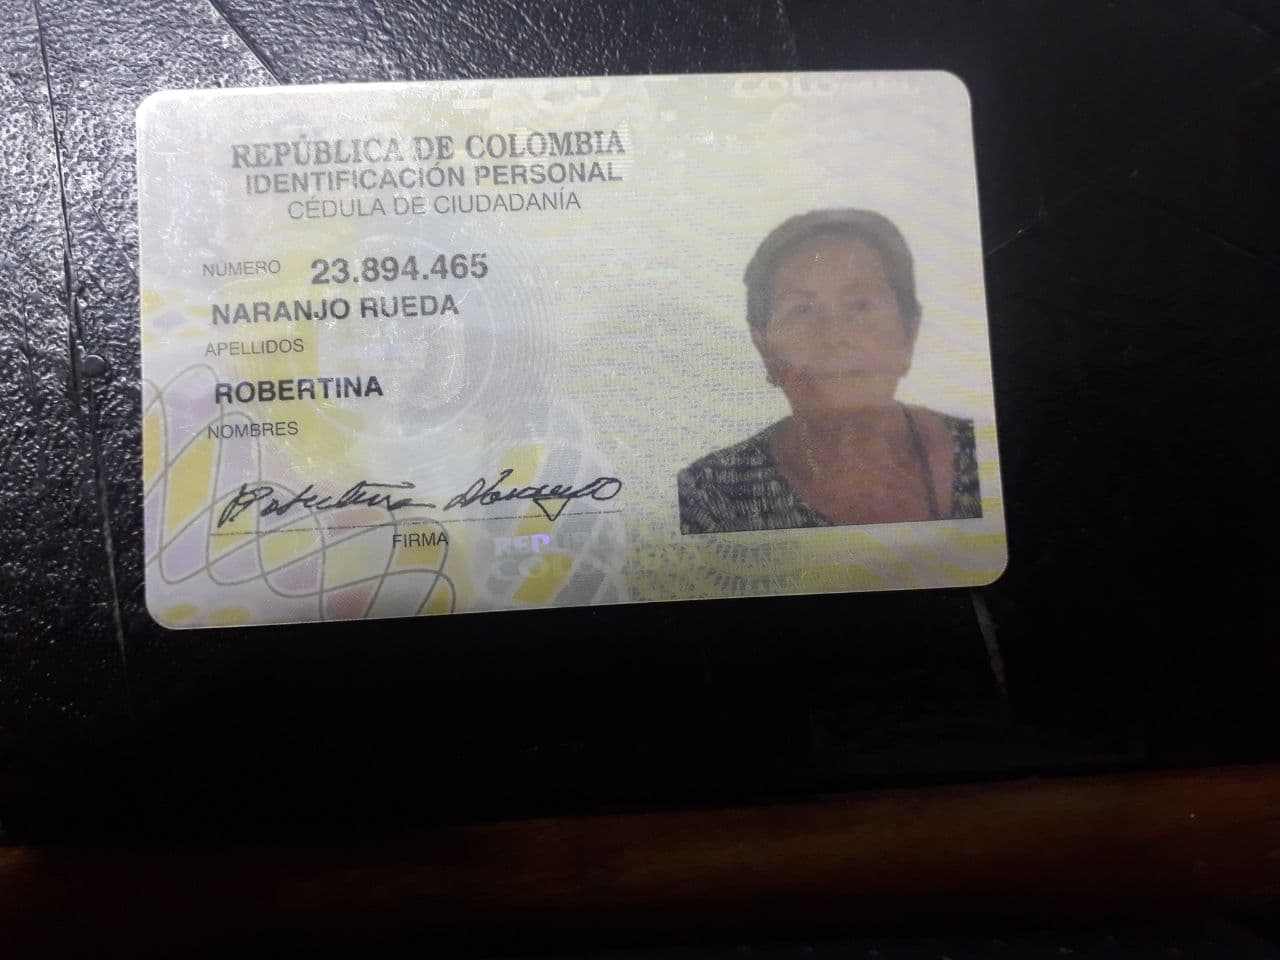 REPÚBLICA DE COLOMBIA
IDENTIFICACIÓN PERSONAL
CÉDULA DE CIUDADANÍA
NÚMERO 23.894.465
NARANJO RUEDA
APELLIDOS
ROBERTINA
NOMBRES
Robertina Naranjo
FIRMA